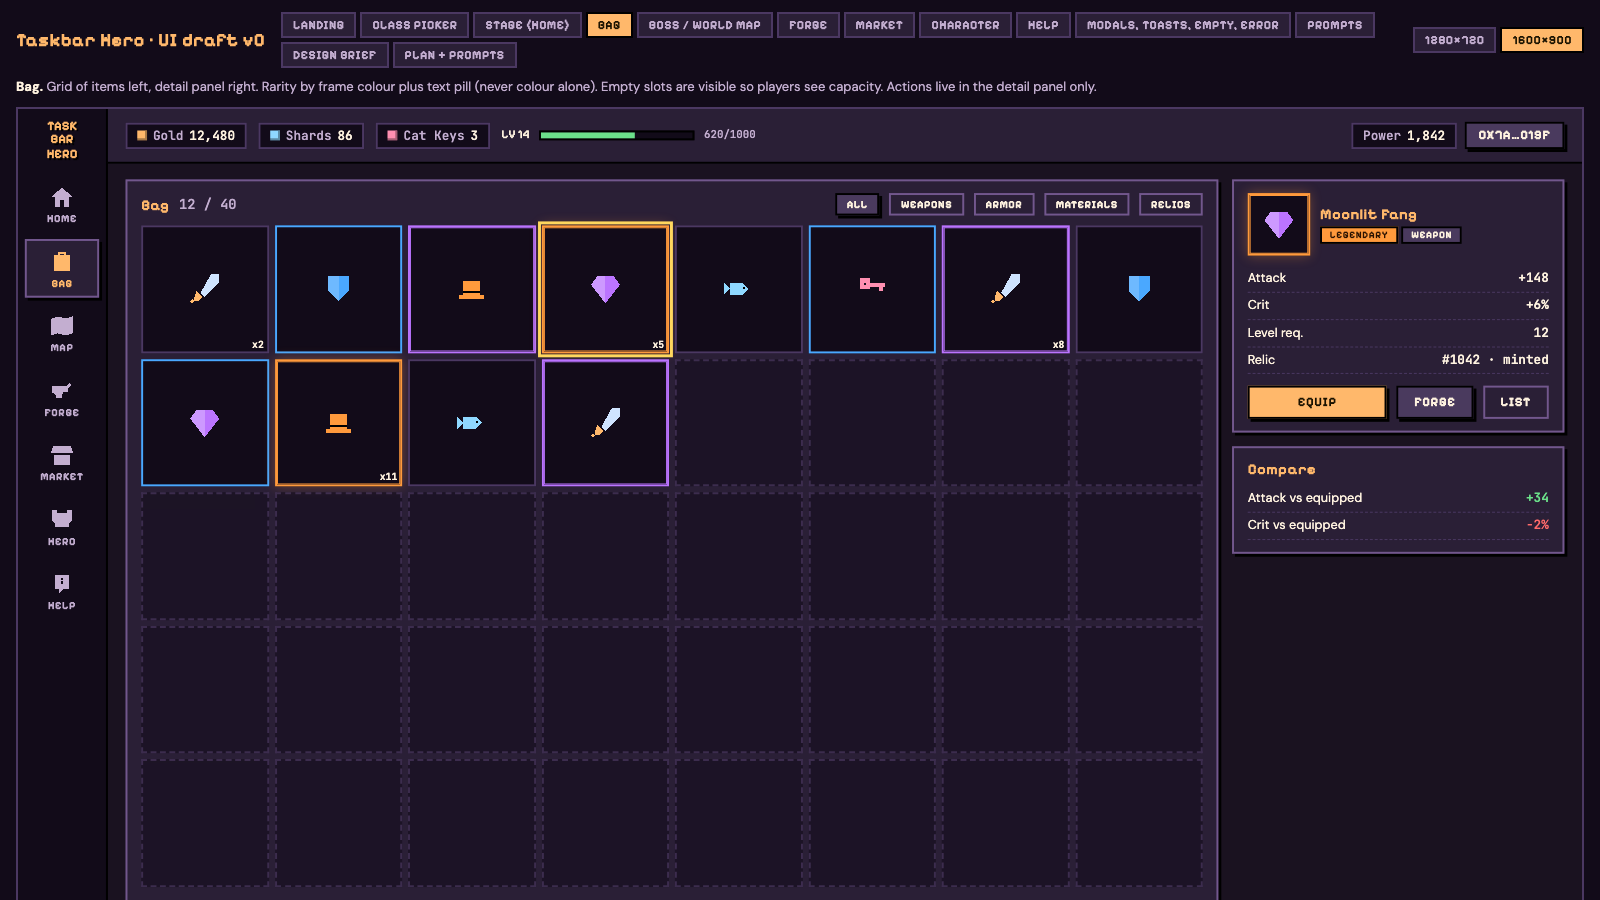 Taskbar Hero · UI draft v0
LANDING
CLASS PICKER
STAGE (HOME)
BAG
BOSS / WORLD MAP
FORGE
MARKET
CHARACTER
HELP
MODALS, TOASTS, EMPTY, ERROR
PROMPTS
DESIGN BRIEF
PLAN + PROMPTS
1280×720
1600×900
Bag. Grid of items left, detail panel right. Rarity by frame colour plus text pill (never colour alone). Empty slots are visible so players see capacity. Actions live in the detail panel only.
TASK
BAR
HERO
Gold 12,480
Shards 86
Cat Keys 3
LV 14
620/1000
Power 1,842
0X7A…019F
HOME
BAG
MAP
FORGE
MARKET
HERO
HELP
Bag 12 / 40
ALL
WEAPONS
ARMOR
MATERIALS
RELICS
x2
x5
x8
x11
Moonlit Fang
LEGENDARY
WEAPON
Attack +148
Crit +6%
Level req. 12
Relic #1042 · minted
EQUIP
FORGE
LIST
Compare
Attack vs equipped +34
Crit vs equipped -2%